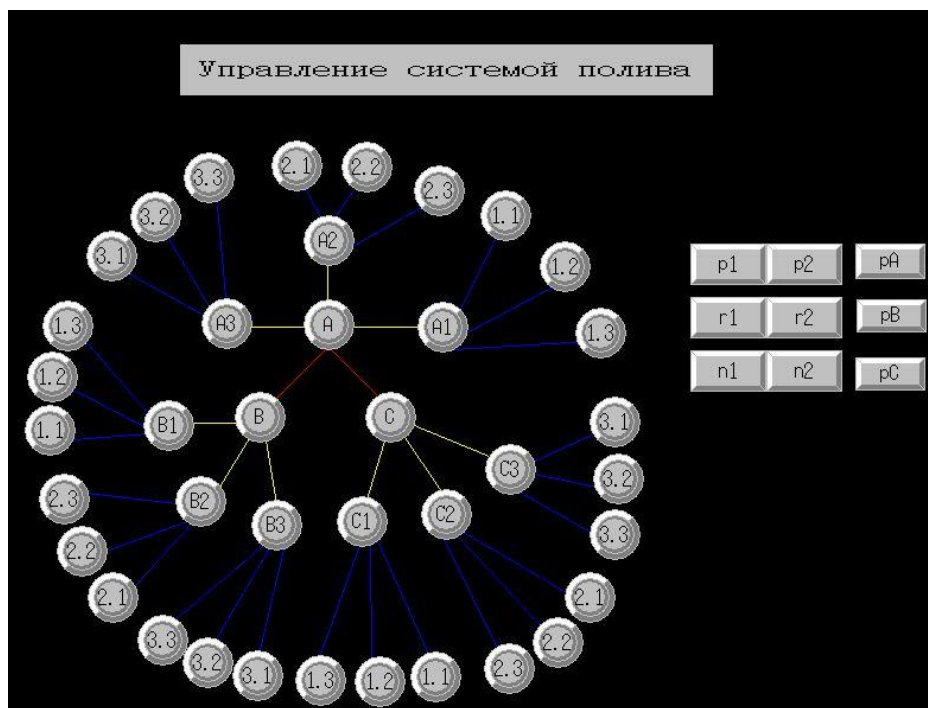 Управление системой полива
2.1 2.2
3.3 2.3
3.2 1.1
A2
3.1 1.2
p1 p2 pA
1.3 A3 A A1 1.3
r1 r2 pB
1.2 n1 n2 pC
1.1 B1 B C 3.1
C3 3.2
2.3 B2
B3 C1 C2 3.3
2.2
2.1 2.1
3.3 2.2
3.2 3.1 1.3 1.2 1.1 2.3